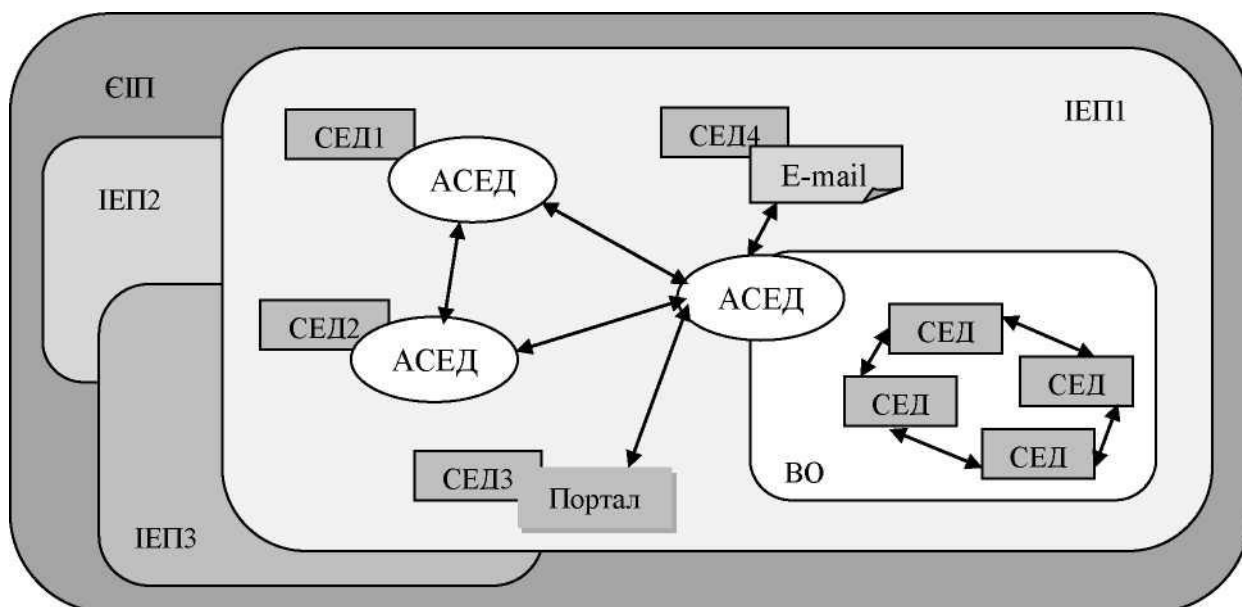 ЄІП
ІЕП1
СЕД1
СЕД4
E-mail
АСЕД
ІЕП2
АСЕД
СЕД2
АСЕД
СЕД
СЕД
СЕД
СЕД
ВО
СЕД3
Портал
ІЕП3